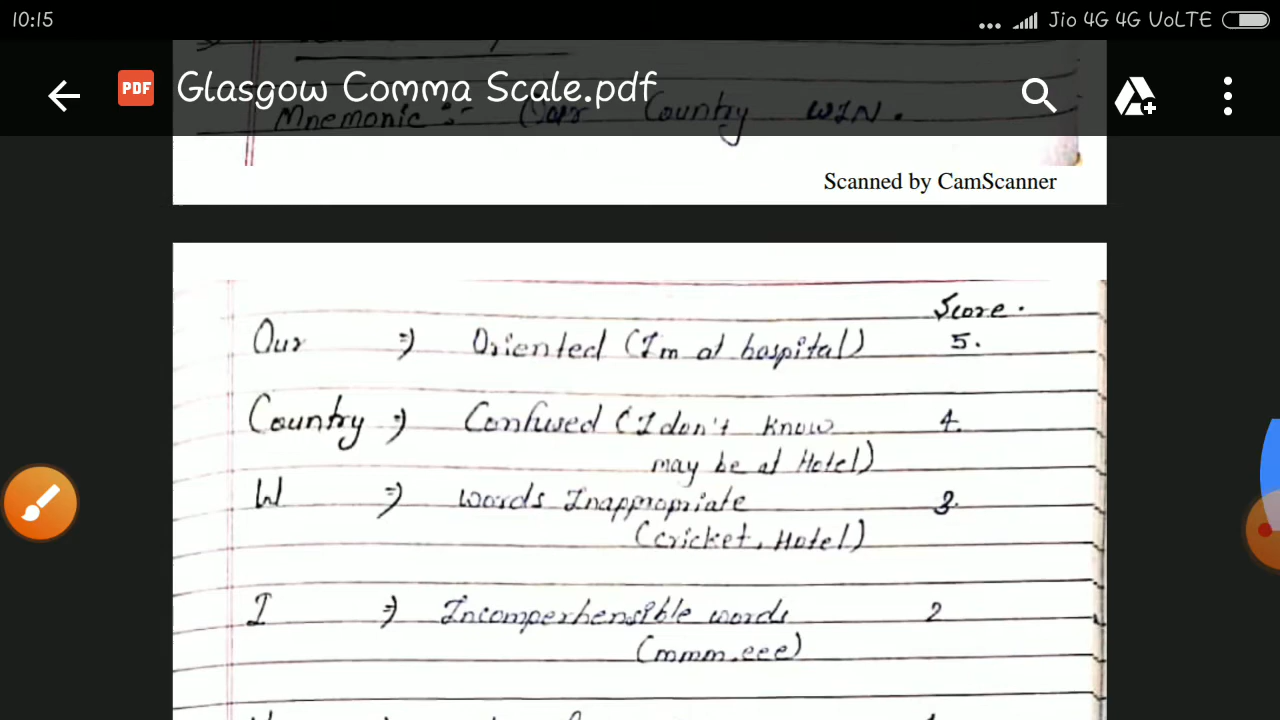 10:15 ... Jio 4G 4G VoLTE
PDF Glasgow Comma Scale.pdf
Mnemonic :- Our Country WIN.
Scanned by CamScanner
Score.
Our => Oriented (I'm at hospital) 5.
Country => Confused (I don't know 4.
may be at Hotel)
W => words Inappropriate 3.
(cricket, Hotel)
I => Incomperhensible words 2
(mmm.eee)